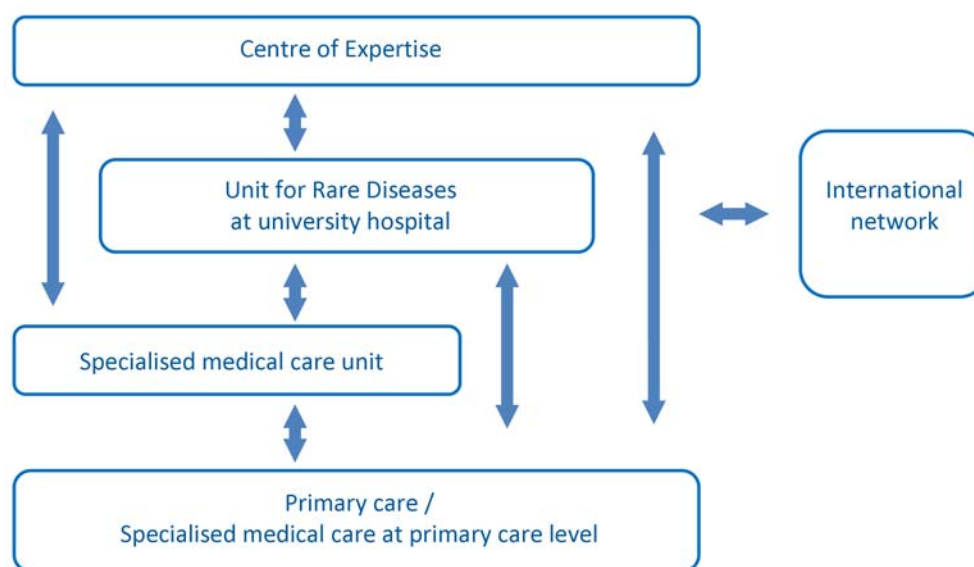 Centre of Expertise
Unit for Rare Diseases
at university hospital
International
network
Specialised medical care unit
Primary care /
Specialised medical care at primary care level